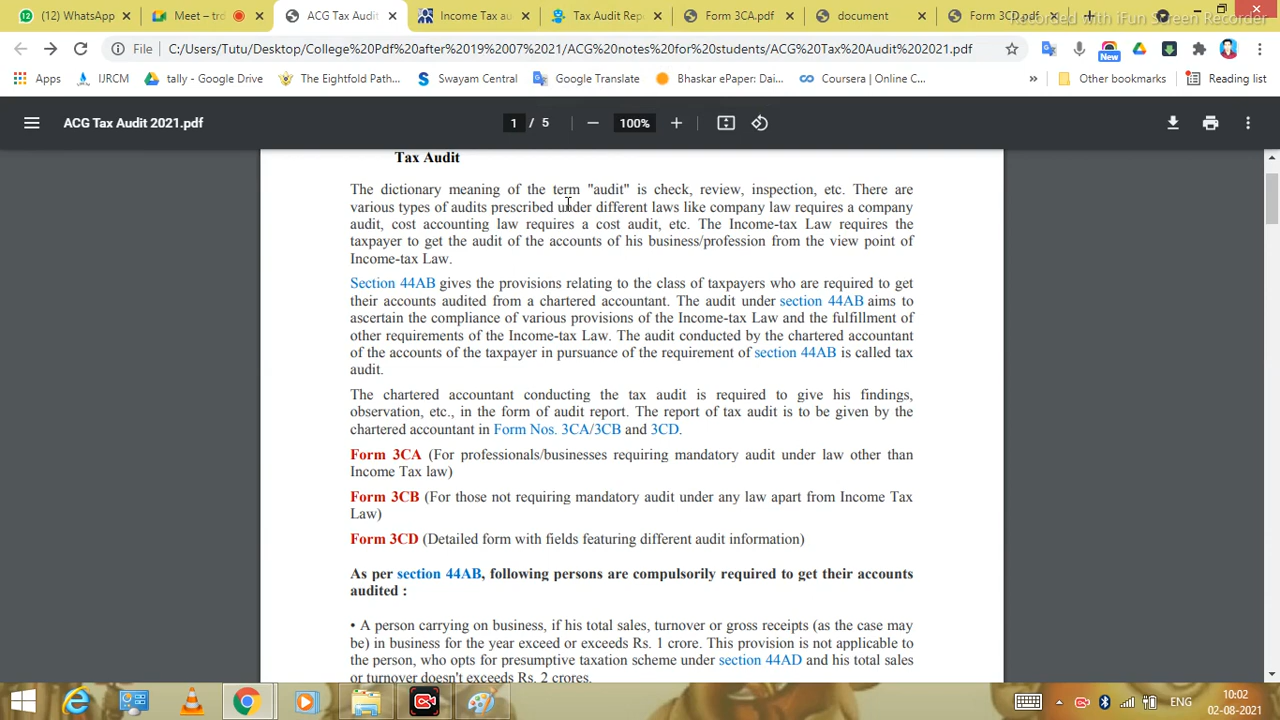 (12) WhatsApp
Meet – trd
ACG Tax Audit
Income Tax au
Tax Audit Rep
Form 3CA.pdf
document
Form 3CD.pdf
Recorded with iFun Screen Recorder
File
C:/Users/Tutu/Desktop/College%20Pdf%20after%2019%2007%2021/ACG%20notes%20for%20students/ACG%20Tax%20Audit%202021.pdf
New
Apps
IJRCM
tally - Google Drive
The Eightfold Path...
Swayam Central
Google Translate
Bhaskar ePaper: Dai...
Coursera | Online C...
»
Other bookmarks
Reading list
ACG Tax Audit 2021.pdf
1 / 5
100%
Tax Audit
The dictionary meaning of the term "audit" is check, review, inspection, etc. There are
various types of audits prescribed under different laws like company law requires a company
audit, cost accounting law requires a cost audit, etc. The Income-tax Law requires the
taxpayer to get the audit of the accounts of his business/profession from the view point of
Income-tax Law.
Section 44AB gives the provisions relating to the class of taxpayers who are required to get
their accounts audited from a chartered accountant. The audit under section 44AB aims to
ascertain the compliance of various provisions of the Income-tax Law and the fulfillment of
other requirements of the Income-tax Law. The audit conducted by the chartered accountant
of the accounts of the taxpayer in pursuance of the requirement of section 44AB is called tax
audit.
The chartered accountant conducting the tax audit is required to give his findings,
observation, etc., in the form of audit report. The report of tax audit is to be given by the
chartered accountant in Form Nos. 3CA/3CB and 3CD.
Form 3CA (For professionals/businesses requiring mandatory audit under law other than
Income Tax law)
Form 3CB (For those not requiring mandatory audit under any law apart from Income Tax
Law)
Form 3CD (Detailed form with fields featuring different audit information)
As per section 44AB, following persons are compulsorily required to get their accounts
audited :
• A person carrying on business, if his total sales, turnover or gross receipts (as the case may
be) in business for the year exceed or exceeds Rs. 1 crore. This provision is not applicable to
the person, who opts for presumptive taxation scheme under section 44AD and his total sales
or turnover doesn't exceeds Rs. 2 crores.
ENG
10:02
02-08-2021